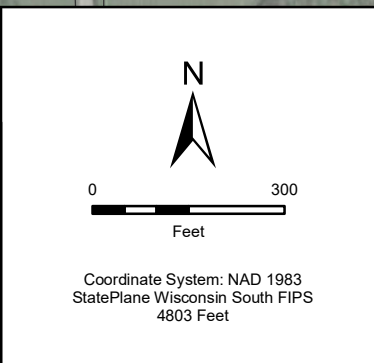 N
0 300
Feet
Coordinate System: NAD 1983
StatePlane Wisconsin South FIPS
4803 Feet